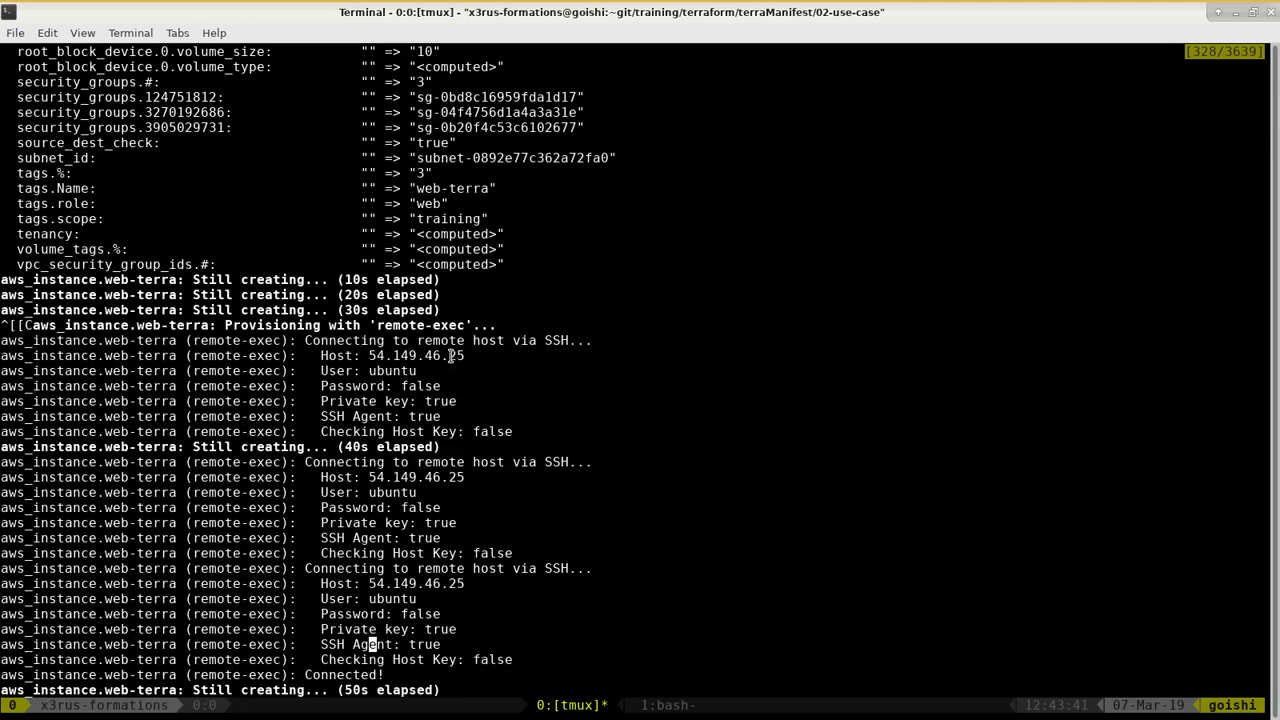 Terminal - 0:0:[tmux] - "x3rus-formations@goishi:~git/training/terraform/terraManifest/02-use-case"
File Edit View Terminal Tabs Help
root_block_device.0.volume_size: "" => "10" [328/3639]
root_block_device.0.volume_type: "" => "<computed>"
security_groups.#: "" => "3"
security_groups.124751812: "" => "sg-0bd8c16959fda1d17"
security_groups.3270192686: "" => "sg-04f4756d1a4a3a31e"
security_groups.3905029731: "" => "sg-0b20f4c53c6102677"
source_dest_check: "" => "true"
subnet_id: "" => "subnet-0892e77c362a72fa0"
tags.%: "" => "3"
tags.Name: "" => "web-terra"
tags.role: "" => "web"
tags.scope: "" => "training"
tenancy: "" => "<computed>"
volume_tags.%: "" => "<computed>"
vpc_security_group_ids.#: "" => "<computed>"
aws_instance.web-terra: Still creating... (10s elapsed)
aws_instance.web-terra: Still creating... (20s elapsed)
aws_instance.web-terra: Still creating... (30s elapsed)
^[[Caws_instance.web-terra: Provisioning with 'remote-exec'...
aws_instance.web-terra (remote-exec): Connecting to remote host via SSH...
aws_instance.web-terra (remote-exec):   Host: 54.149.46.25
aws_instance.web-terra (remote-exec):   User: ubuntu
aws_instance.web-terra (remote-exec):   Password: false
aws_instance.web-terra (remote-exec):   Private key: true
aws_instance.web-terra (remote-exec):   SSH Agent: true
aws_instance.web-terra (remote-exec):   Checking Host Key: false
aws_instance.web-terra: Still creating... (40s elapsed)
aws_instance.web-terra (remote-exec): Connecting to remote host via SSH...
aws_instance.web-terra (remote-exec):   Host: 54.149.46.25
aws_instance.web-terra (remote-exec):   User: ubuntu
aws_instance.web-terra (remote-exec):   Password: false
aws_instance.web-terra (remote-exec):   Private key: true
aws_instance.web-terra (remote-exec):   SSH Agent: true
aws_instance.web-terra (remote-exec):   Checking Host Key: false
aws_instance.web-terra (remote-exec): Connecting to remote host via SSH...
aws_instance.web-terra (remote-exec):   Host: 54.149.46.25
aws_instance.web-terra (remote-exec):   User: ubuntu
aws_instance.web-terra (remote-exec):   Password: false
aws_instance.web-terra (remote-exec):   Private key: true
aws_instance.web-terra (remote-exec):   SSH Agent: true
aws_instance.web-terra (remote-exec):   Checking Host Key: false
aws_instance.web-terra (remote-exec): Connected!
aws_instance.web-terra: Still creating... (50s elapsed)
0 x3rus-formations 0:0 0:[tmux]* 1:bash- 12:43:41 07-Mar-19 goishi